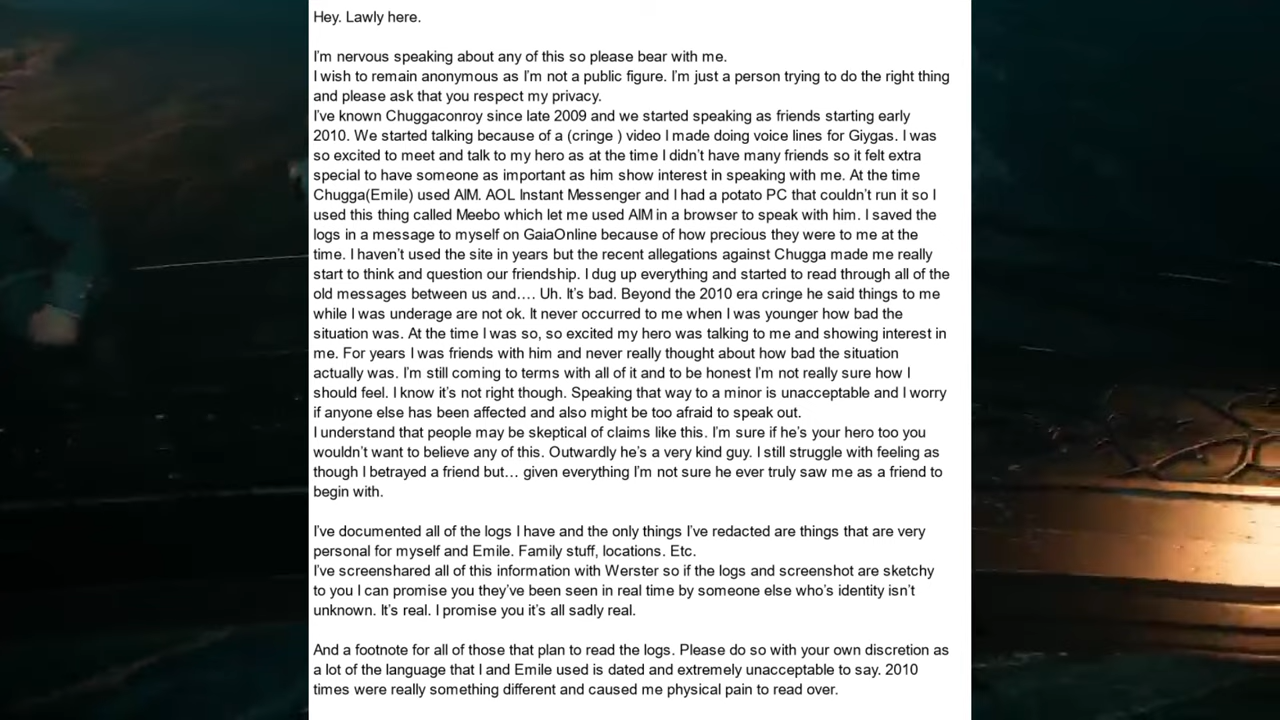 Hey. Lawly here.
I'm nervous speaking about any of this so please bear with me.
I wish to remain anonymous as I'm not a public figure. I'm just a person trying to do the right thing
and please ask that you respect my privacy.
I've known Chuggaconroy since late 2009 and we started speaking as friends starting early
2010. We started talking because of a (cringe ) video I made doing voice lines for Giygas. I was
so excited to meet and talk to my hero as at the time I didn't have many friends so it felt extra
special to have someone as important as him show interest in speaking with me. At the time
Chugga(Emile) used AIM. AOL Instant Messenger and I had a potato PC that couldn't run it so I
used this thing called Meebo which let me used AIM in a browser to speak with him. I saved the
logs in a message to myself on GaiaOnline because of how precious they were to me at the
time. I haven't used the site in years but the recent allegations against Chugga made me really
start to think and question our friendship. I dug up everything and started to read through all of the
old messages between us and…. Uh. It's bad. Beyond the 2010 era cringe he said things to me
while I was underage are not ok. It never occurred to me when I was younger how bad the
situation was. At the time I was so, so excited my hero was talking to me and showing interest in
me. For years I was friends with him and never really thought about how bad the situation
actually was. I'm still coming to terms with all of it and to be honest I'm not really sure how I
should feel. I know it's not right though. Speaking that way to a minor is unacceptable and I worry
if anyone else has been affected and also might be too afraid to speak out.
I understand that people may be skeptical of claims like this. I'm sure if he's your hero too you
wouldn't want to believe any of this. Outwardly he's a very kind guy. I still struggle with feeling as
though I betrayed a friend but… given everything I'm not sure he ever truly saw me as a friend to
begin with.
I've documented all of the logs I have and the only things I've redacted are things that are very
personal for myself and Emile. Family stuff, locations. Etc.
I've screenshared all of this information with Werster so if the logs and screenshot are sketchy
to you I can promise you they've been seen in real time by someone else who's identity isn't
unknown. It's real. I promise you it's all sadly real.
And a footnote for all of those that plan to read the logs. Please do so with your own discretion as
a lot of the language that I and Emile used is dated and extremely unacceptable to say. 2010
times were really something different and caused me physical pain to read over.